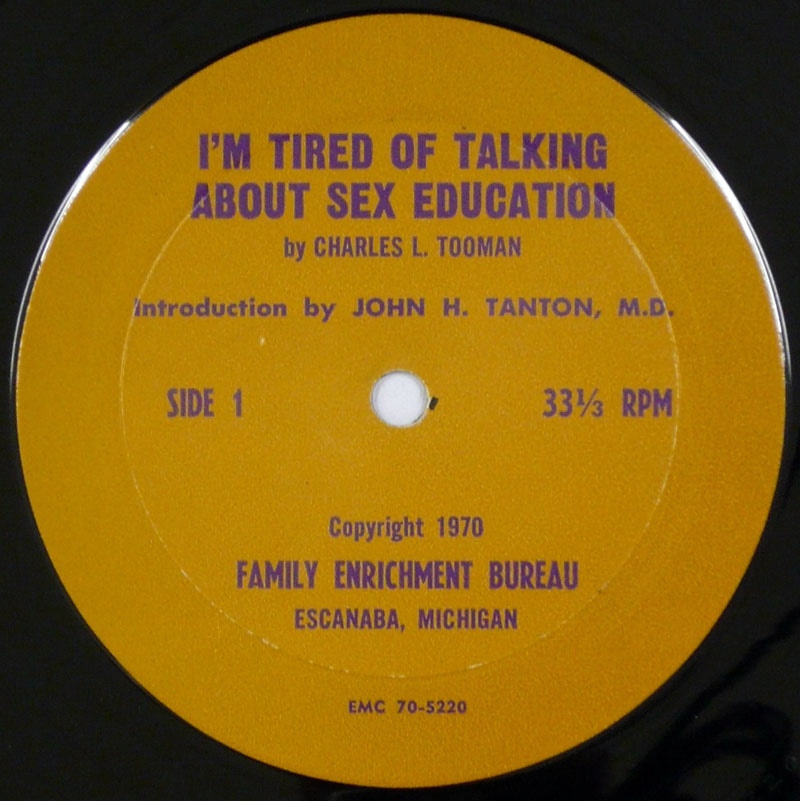 I'M TIRED OF TALKING
ABOUT SEX EDUCATION
by CHARLES L. TOOMAN
Introduction by JOHN H. TANTON, M.D.
SIDE 1
33⅓ RPM
Copyright 1970
FAMILY ENRICHMENT BUREAU
ESCANABA, MICHIGAN
EMC 70-5220